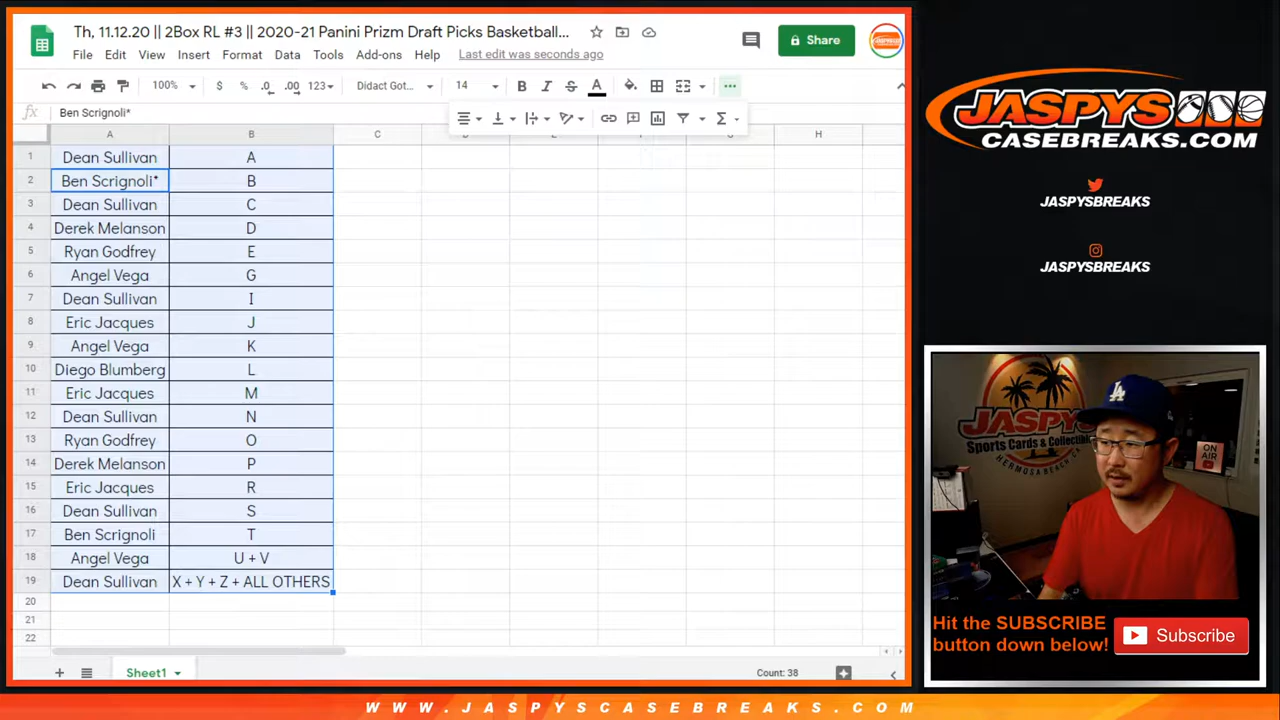 Th, 11.12.20 || 2Box RL #3 || 2020-21 Panini Prizm Draft Picks Basketball...
File Edit View Insert Format Data Tools Add-ons Help Last edit was seconds ago
Share
100% $ % .0 .00 123 Didact Got... 14 B I S A
fx Ben Scrignoli*
A B C H
1 Dean Sullivan A
2 Ben Scrignoli* B
3 Dean Sullivan C
4 Derek Melanson D
5 Ryan Godfrey E
6 Angel Vega G
7 Dean Sullivan I
8 Eric Jacques J
9 Angel Vega K
10 Diego Blumberg L
11 Eric Jacques M
12 Dean Sullivan N
13 Ryan Godfrey O
14 Derek Melanson P
15 Eric Jacques R
16 Dean Sullivan S
17 Ben Scrignoli T
18 Angel Vega U + V
19 Dean Sullivan X + Y + Z + ALL OTHERS
20
21
22
Sheet1
Count: 38
JASPYS
CASEBREAKS.COM
JASPYSBREAKS
JASPYSBREAKS
JASPYS
Sports Cards & Collectibles
HERMOSA BEACH
LA
ON AIR
Hit the SUBSCRIBE
button down below!
Subscribe
WWW.JASPYSCASEBREAKS.COM